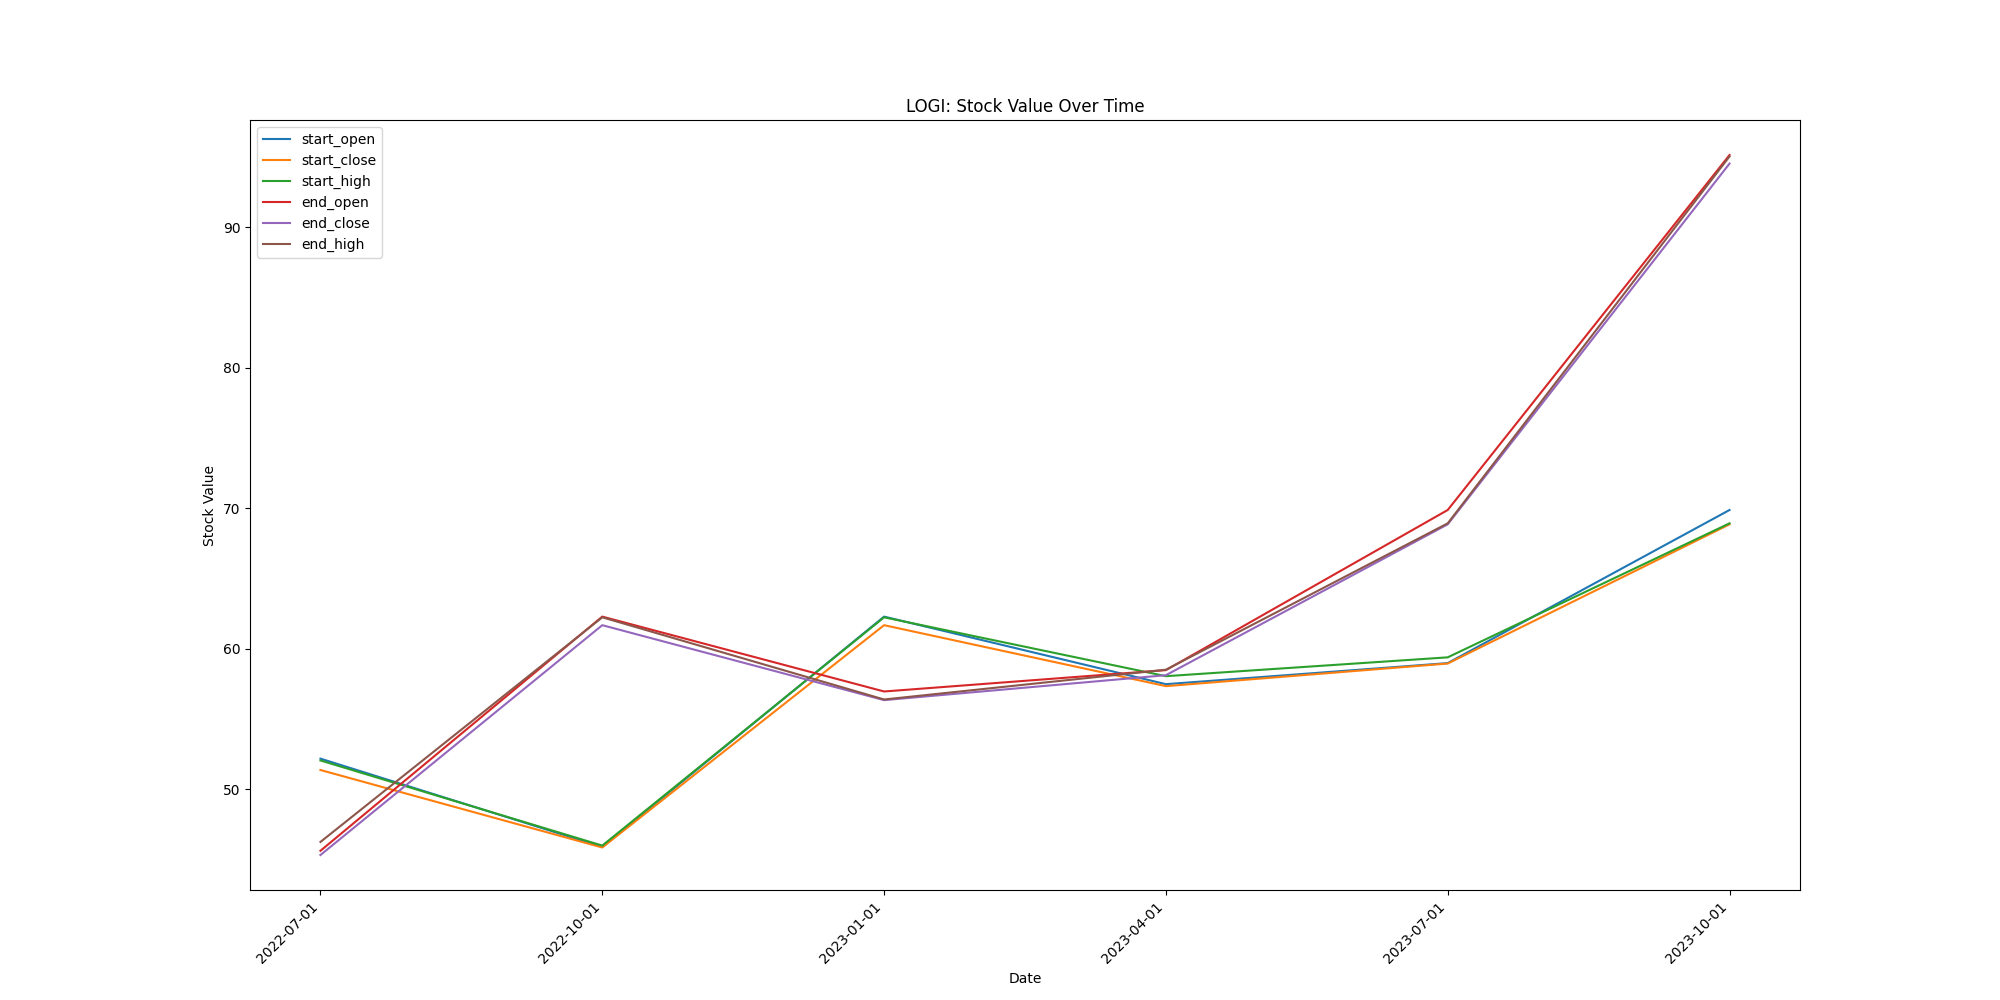 LOGI: Stock Value Over Time
start_open
start_close
start_high
end_open
end_close
end_high
90
80
70
60
50
Stock Value
2022-07-01
2022-10-01
2023-01-01
2023-04-01
2023-07-01
2023-10-01
Date